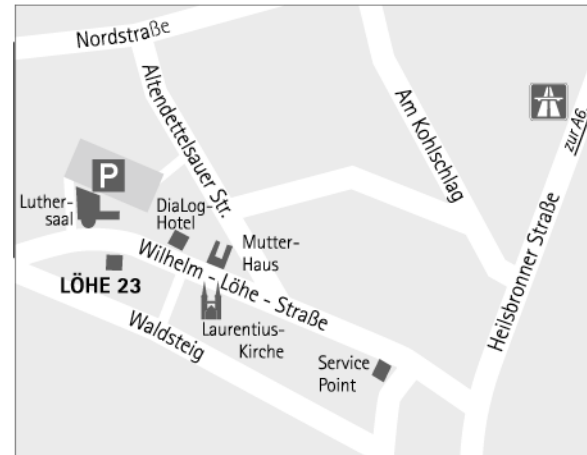 Nordstraße
Altendettelsauer Str.
Am Kohlschlag
zur A6
Heilsbronner Straße
P
Luther-
saal
DiaLog-
Hotel
Mutter-
Haus
Wilhelm - Löhe - Straße
LÖHE 23
Laurentius-
Kirche
Waldsteig
Service
Point